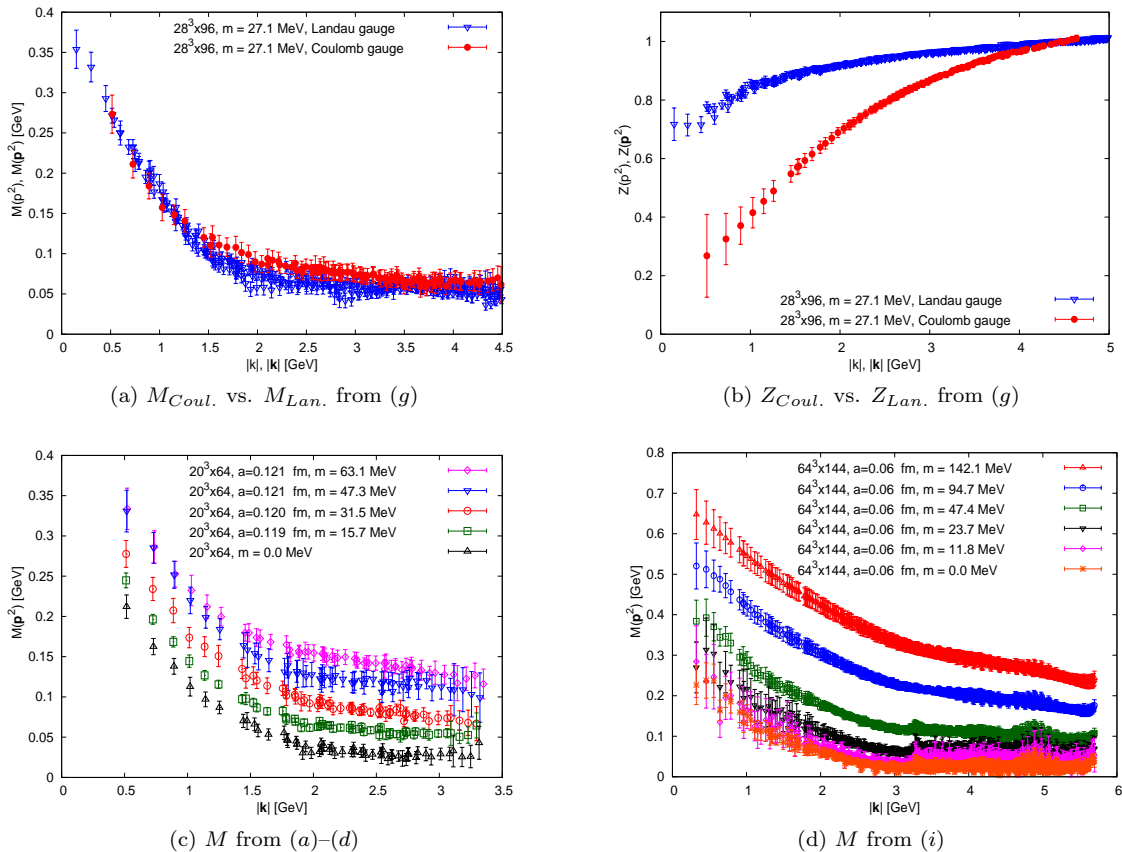 28³x96, m = 27.1 MeV, Landau gauge
28³x96, m = 27.1 MeV, Coulomb gauge
M(p²), M(𝐩²) [GeV]
0.4
0.35
0.3
0.25
0.2
0.15
0.1
0.05
0
0 0.5 1 1.5 2 2.5 3 3.5 4 4.5
|k|, |𝐤| [GeV]
(a) M_Coul. vs. M_Lan. from (g)
28³x96, m = 27.1 MeV, Landau gauge
28³x96, m = 27.1 MeV, Coulomb gauge
Z(p²), Z(𝐩²)
1
0.8
0.6
0.4
0.2
0
0 1 2 3 4 5
|k|, |𝐤| [GeV]
(b) Z_Coul. vs. Z_Lan. from (g)
20³x64, a=0.121 fm, m = 63.1 MeV
20³x64, a=0.121 fm, m = 47.3 MeV
20³x64, a=0.120 fm, m = 31.5 MeV
20³x64, a=0.119 fm, m = 15.7 MeV
20³x64, m = 0.0 MeV
M(𝐩²) [GeV]
0.4
0.35
0.3
0.25
0.2
0.15
0.1
0.05
0
0 0.5 1 1.5 2 2.5 3 3.5
|𝐤| [GeV]
(c) M from (a)–(d)
64³x144, a=0.06 fm, m = 142.1 MeV
64³x144, a=0.06 fm, m = 94.7 MeV
64³x144, a=0.06 fm, m = 47.4 MeV
64³x144, a=0.06 fm, m = 23.7 MeV
64³x144, a=0.06 fm, m = 11.8 MeV
64³x144, a=0.06 fm, m = 0.0 MeV
M(𝐩²) [GeV]
0.8
0.7
0.6
0.5
0.4
0.3
0.2
0.1
0
0 1 2 3 4 5 6
|𝐤| [GeV]
(d) M from (i)